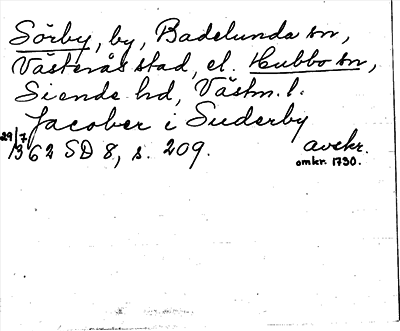 Sörby, by, Badelunda sn,
Västerås stad, el. Hubbo sn,
Siende hd, Västm. l.
Jacober i Suderby
29/7 1362 SD 8, s. 209. avskr.
omkr. 1730.